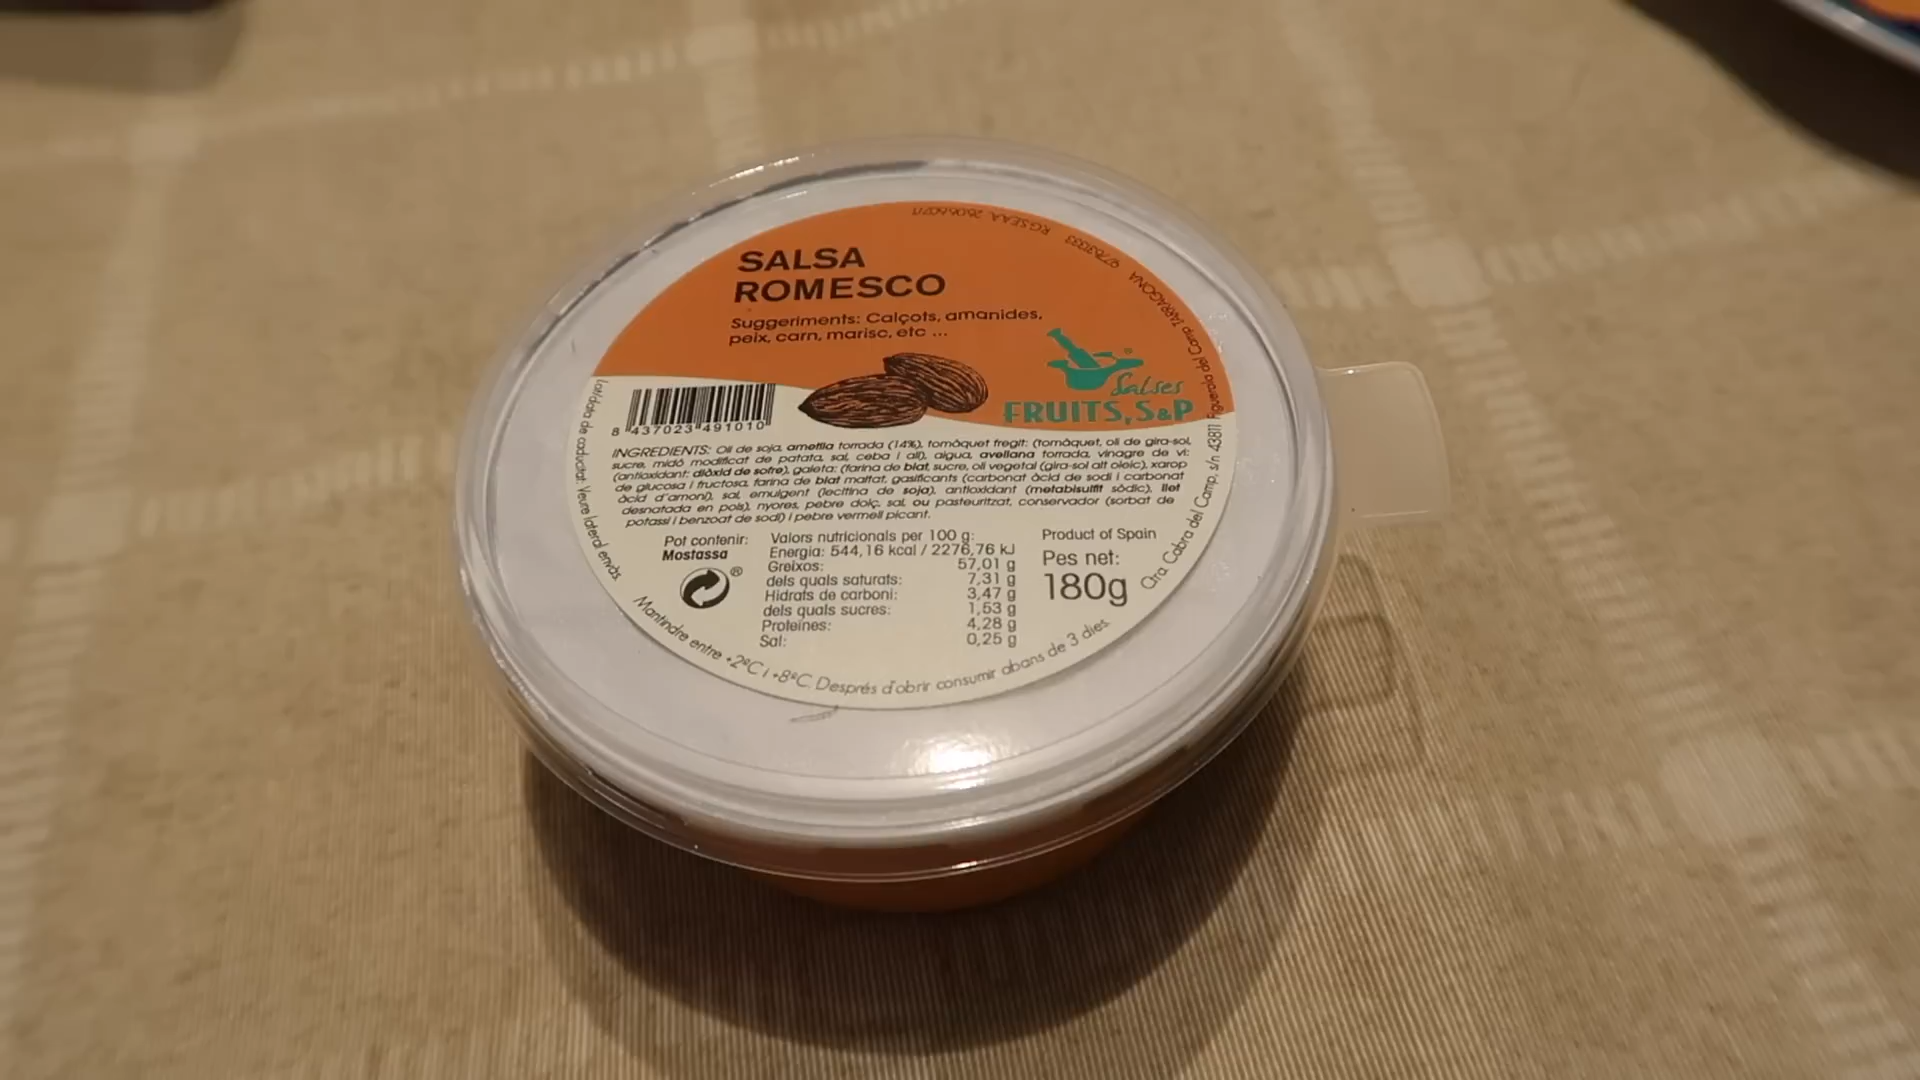 SALSA
ROMESCO
Suggeriments: Calçots, amanides,
peix, carn, marisc, etc ...
Salses
FRUITS, S&P
8 437023 491010
INGREDIENTS: Oli de soja, ametlla torrada (14%), tomàquet fregit: (tomàquet, oli de gira-sol,
sucre, midó modificat de patata, sal, ceba i all), aigua, avellana torrada, vinagre de vi:
(antioxidant: diòxid de sofre), galeta: (farina de blat, sucre, oli vegetal (gira-sol alt oleic), xarop
de glucosa i fructosa, farina de blat maltat, gasificants (carbonat àcid de sodi i carbonat
àcid d'amoni), sal, emulgent (lecitina de soja), antioxidant (metabisulfit sòdic), llet
desnatada en pols), nyores, pebre dolç, sal, ou pasteuritzat, conservador (sorbat de
potassi i benzoat de sodi) i pebre vermell picant.
Pot contenir:
Mostassa
Valors nutricionals per 100 g:
Energia: 544,16 kcal / 2276,76 kJ
Greixos: 57,01 g
dels quals saturats: 7,31 g
Hidrats de carboni: 3,47 g
dels quals sucres: 1,53 g
Proteïnes: 4,28 g
Sal: 0,25 g
Product of Spain
Pes net:
180g
Lot/data de caducitat: Veure lateral envàs.
Mantindre entre +2ºC i +8ºC. Després d'obrir consumir abans de 3 dies.
Ctra Cabra del Camp, s/n 43811 Figuerola del Camp TARRAGONA